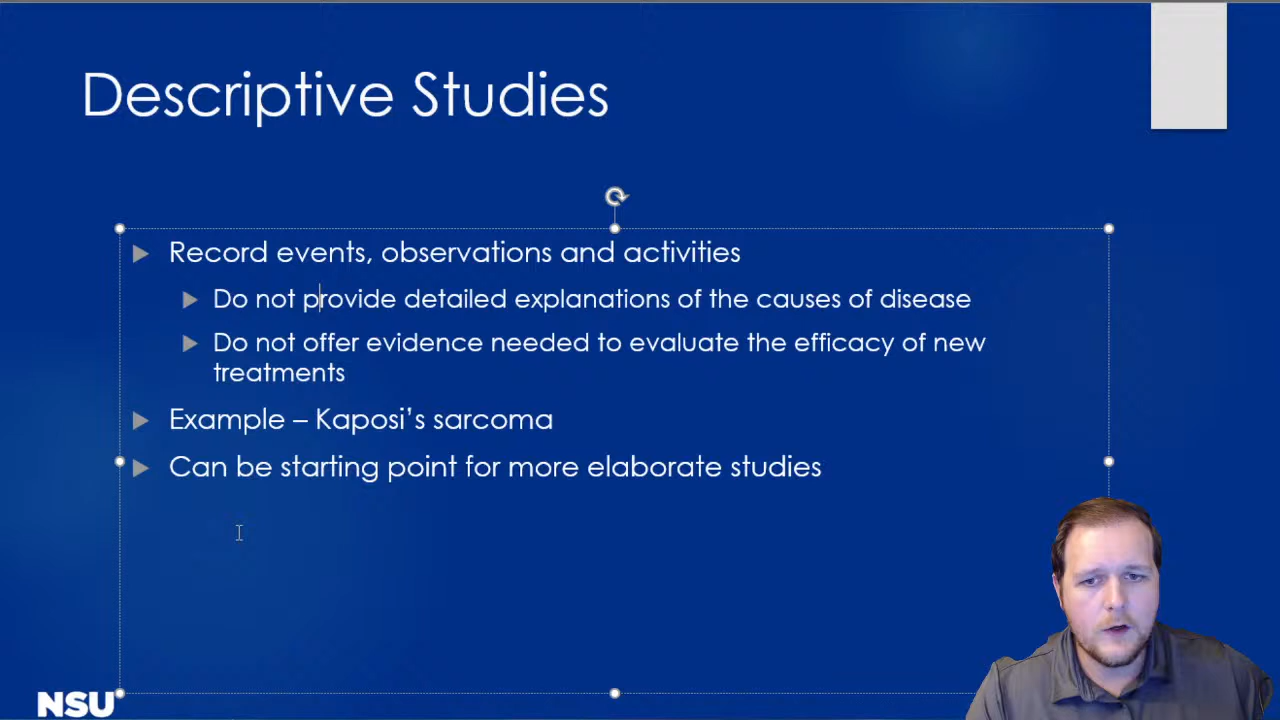 Descriptive Studies
Record events, observations and activities
Do not provide detailed explanations of the causes of disease
Do not offer evidence needed to evaluate the efficacy of new
treatments
Example – Kaposi’s sarcoma
Can be starting point for more elaborate studies
NSU